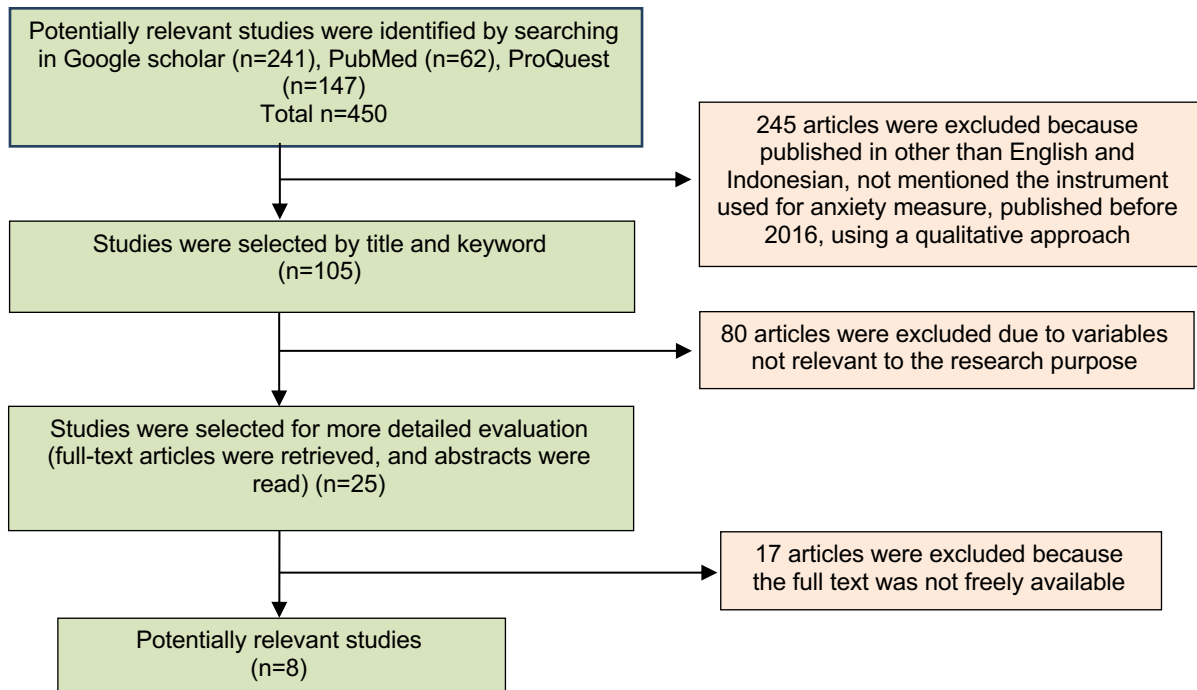 Potentially relevant studies were identified by searching
in Google scholar (n=241), PubMed (n=62), ProQuest
(n=147)
Total n=450
245 articles were excluded because
published in other than English and
Indonesian, not mentioned the instrument
used for anxiety measure, published before
2016, using a qualitative approach
Studies were selected by title and keyword
(n=105)
80 articles were excluded due to variables
not relevant to the research purpose
Studies were selected for more detailed evaluation
(full-text articles were retrieved, and abstracts were
read) (n=25)
17 articles were excluded because
the full text was not freely available
Potentially relevant studies
(n=8)